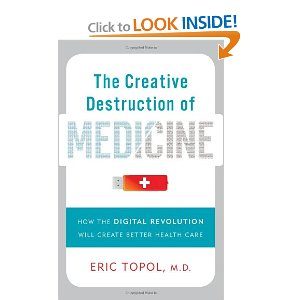 Click to LOOK INSIDE!
The Creative
Destruction of
MEDICINE
HOW THE DIGITAL REVOLUTION
WILL CREATE BETTER HEALTH CARE
ERIC TOPOL, M.D.